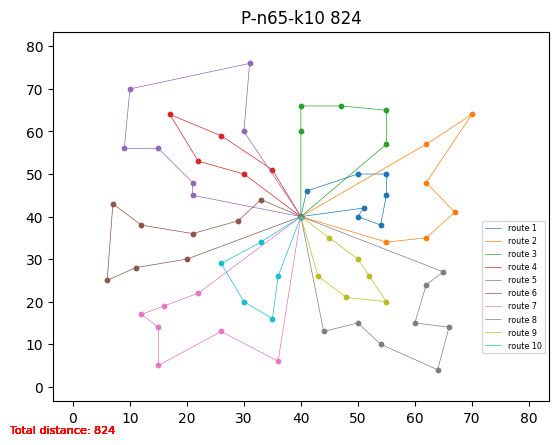 P-n65-k10 824
80
70
60
50
40
30
20
10
0
route 1
route 2
route 3
route 4
route 5
route 6
route 7
route 8
route 9
route 10
0 10 20 30 40 50 60 70 80
Total distance: 824